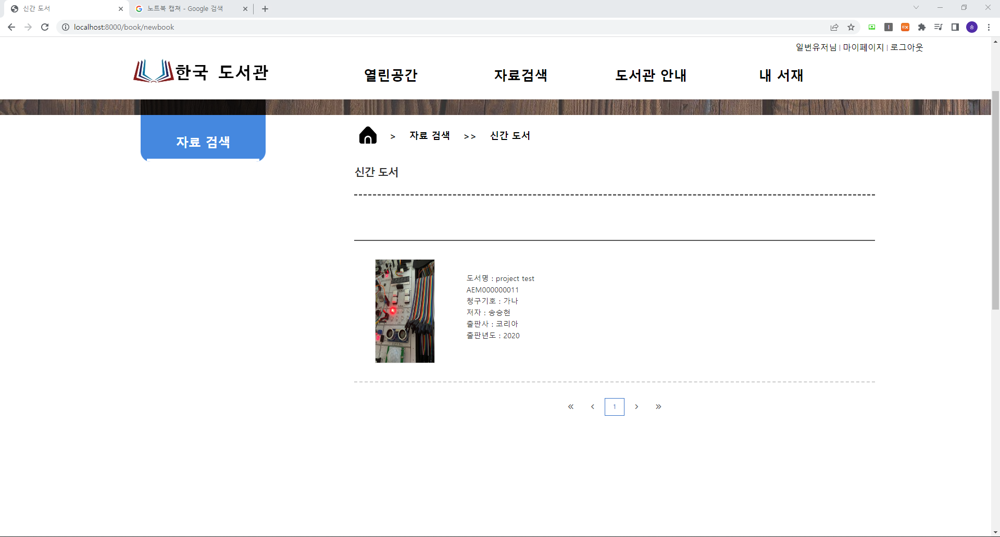 신간 도서
노트북 캡쳐 - Google 검색
localhost:8000/book/newbook
일번유저님 | 마이페이지 | 로그아웃
한국 도서관
열린공간
자료검색
도서관 안내
내 서재
자료 검색
> 자료 검색 >> 신간 도서
신간 도서
도서명 : project test
AEM000000011
청구기호 : 가나
저자 : 송승현
출판사 : 코리아
출판년도 : 2020
« ‹ 1 › »